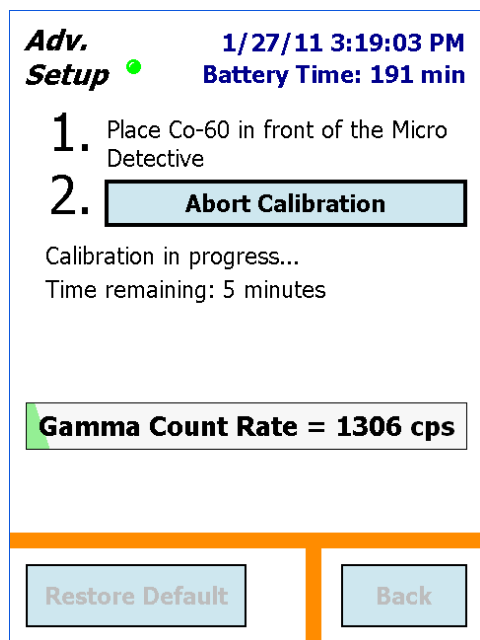 Adv.
Setup
1/27/11 3:19:03 PM
Battery Time: 191 min
1. Place Co-60 in front of the Micro
Detective
2. Abort Calibration
Calibration in progress...
Time remaining: 5 minutes
Gamma Count Rate = 1306 cps
Restore Default
Back